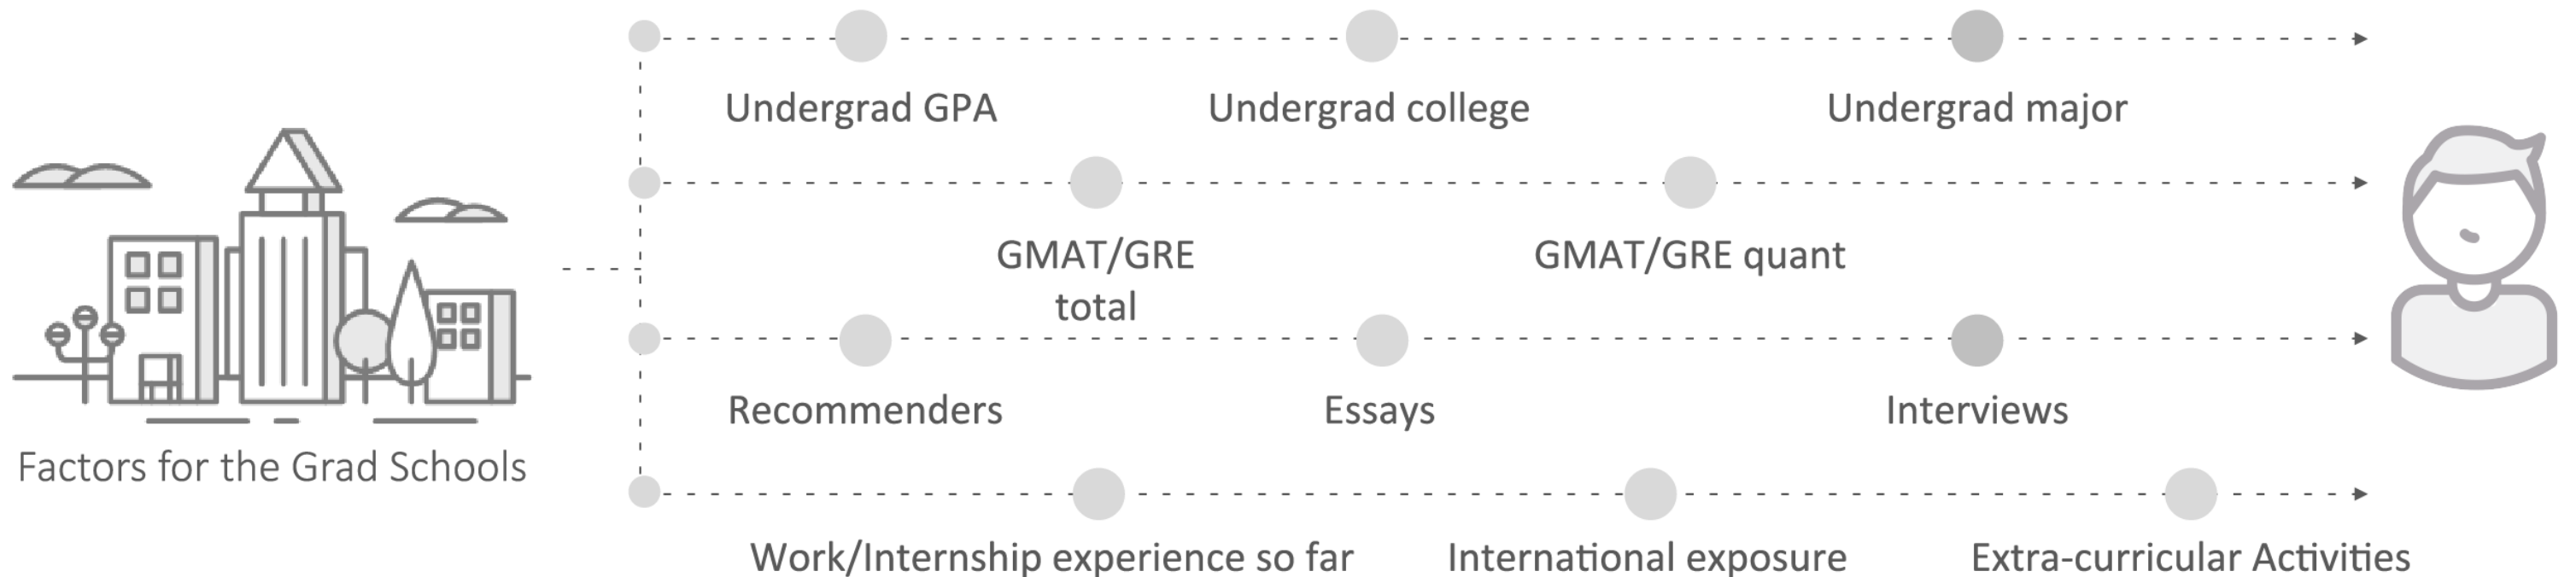 Undergrad GPA
Undergrad college
Undergrad major
GMAT/GRE
total
GMAT/GRE quant
Recommenders
Essays
Interviews
Factors for the Grad Schools
Work/Internship experience so far
International exposure
Extra-curricular Activities